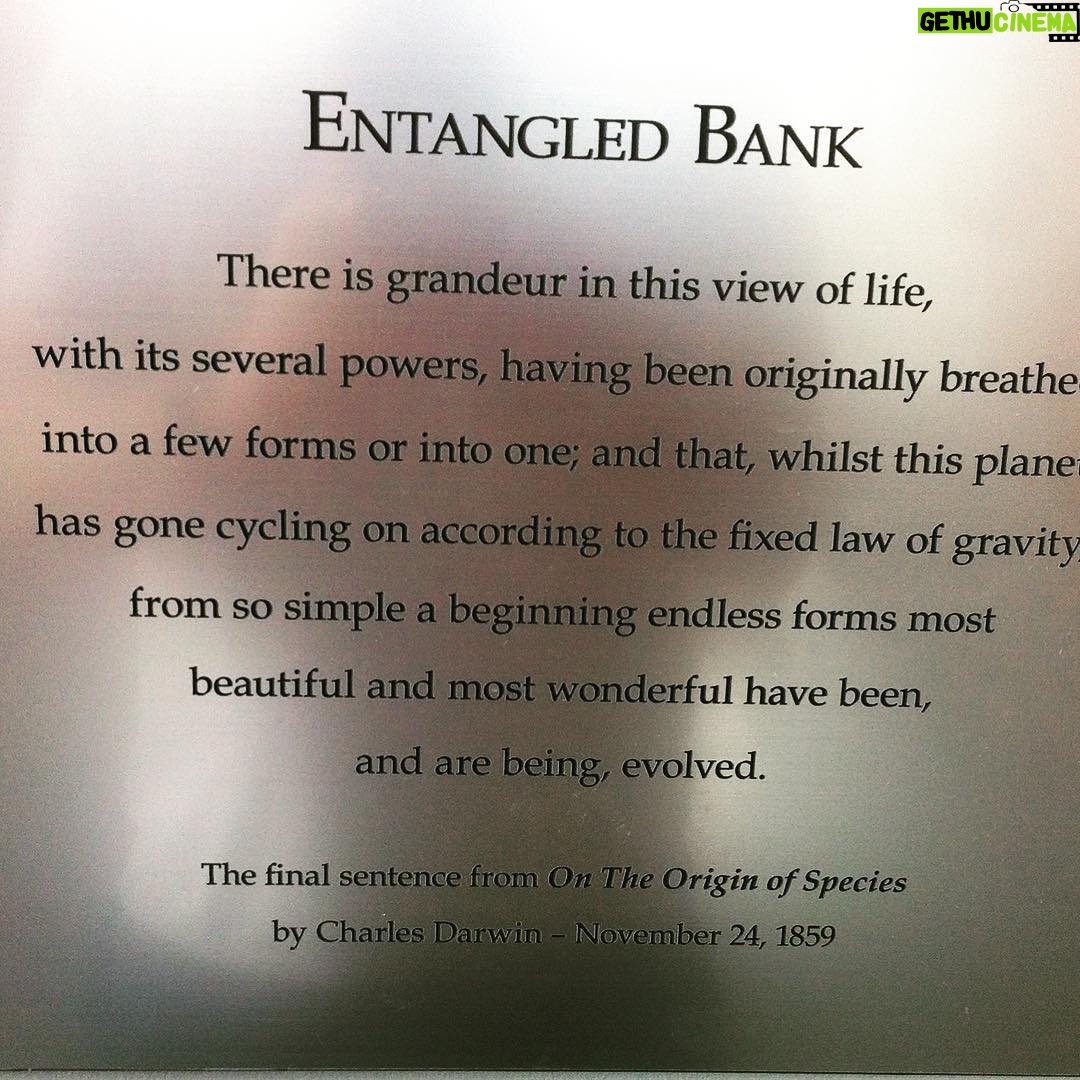 GETHUCINEMA
ENTANGLED BANK
There is grandeur in this view of life,
with its several powers, having been originally breathe
into a few forms or into one; and that, whilst this planet
has gone cycling on according to the fixed law of gravity,
from so simple a beginning endless forms most
beautiful and most wonderful have been,
and are being, evolved.
The final sentence from On The Origin of Species
by Charles Darwin – November 24, 1859